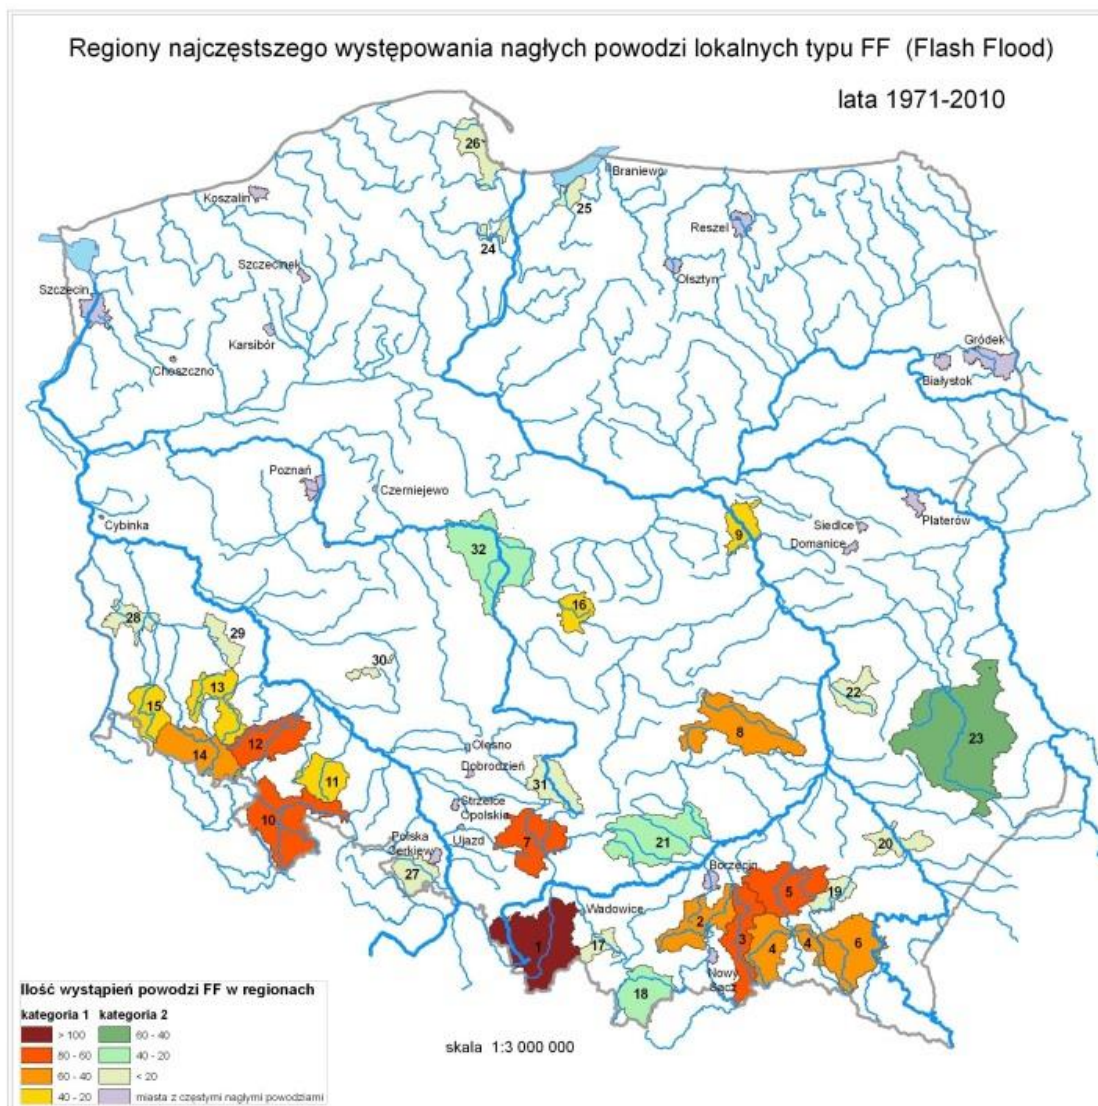 Regiony najczęstszego występowania nagłych powodzi lokalnych typu FF (Flash Flood)
lata 1971-2010
26
Braniewo
Koszalin
25
Reszel
24
Szczecinek
Olsztyn
Szczecin
Karsibór
Gródek
Choszczno
Białystok
Poznań
Czerniejewo
Platerów
Cybinka
Siedlce
9
Domanice
32
16
28
29
30
13
22
15
8
12
23
14
Olesno
Dobrodzień
11
31
Strzelce
Opolskie
10
Ujazd
7
21
Polska
Cerkiew
20
27
Borzęcin
5
19
Wadowice
2
1
17
3
4
4
6
Nowy
Sącz
18
Ilość wystąpień powodzi FF w regionach
kategoria 1 kategoria 2
> 100 60 - 40
80 - 60 40 - 20
60 - 40 < 20
40 - 20 miasta z częstymi nagłymi powodziami
skala 1:3 000 000